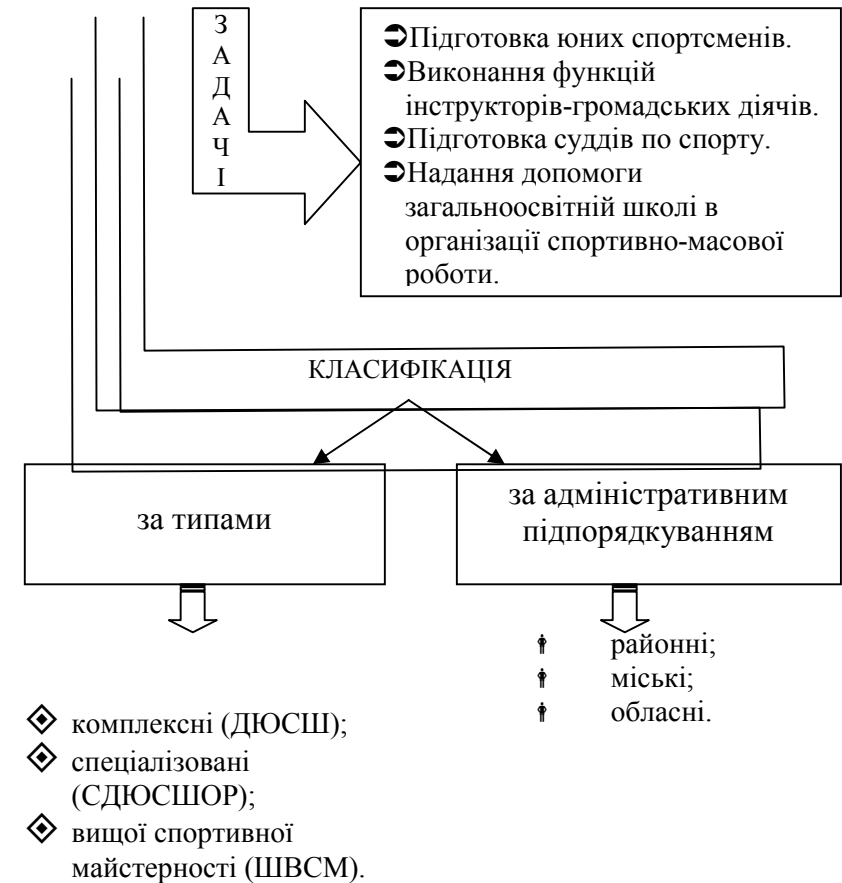 ЗАДАЧІ
➲Підготовка юних спортсменів.
➲Виконання функцій
інструкторів-громадських діячів.
➲Підготовка суддів по спорту.
➲Надання допомоги
загальноосвітній школі в
організації спортивно-масової
роботи.
КЛАСИФІКАЦІЯ
за типами
за адміністративним
підпорядкуванням
районні;
міські;
обласні.
комплексні (ДЮСШ);
спеціалізовані
(СДЮСШОР);
вищої спортивної
майстерності (ШВСМ).